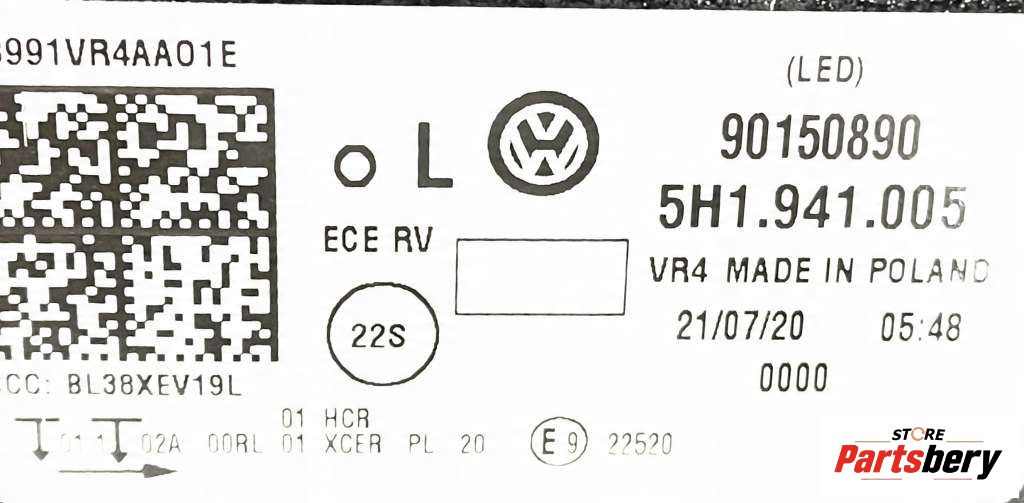 991VR4AA01E
(LED)
90150890
L
5H1.941.005
ECE RV
VR4 MADE IN POLAND
22S
21/07/20 05:48
0000
CC: BL38XEV19L
01 HCR
02A 00RL 01 XCER PL 20 E9 22520
STORE
Partsbery